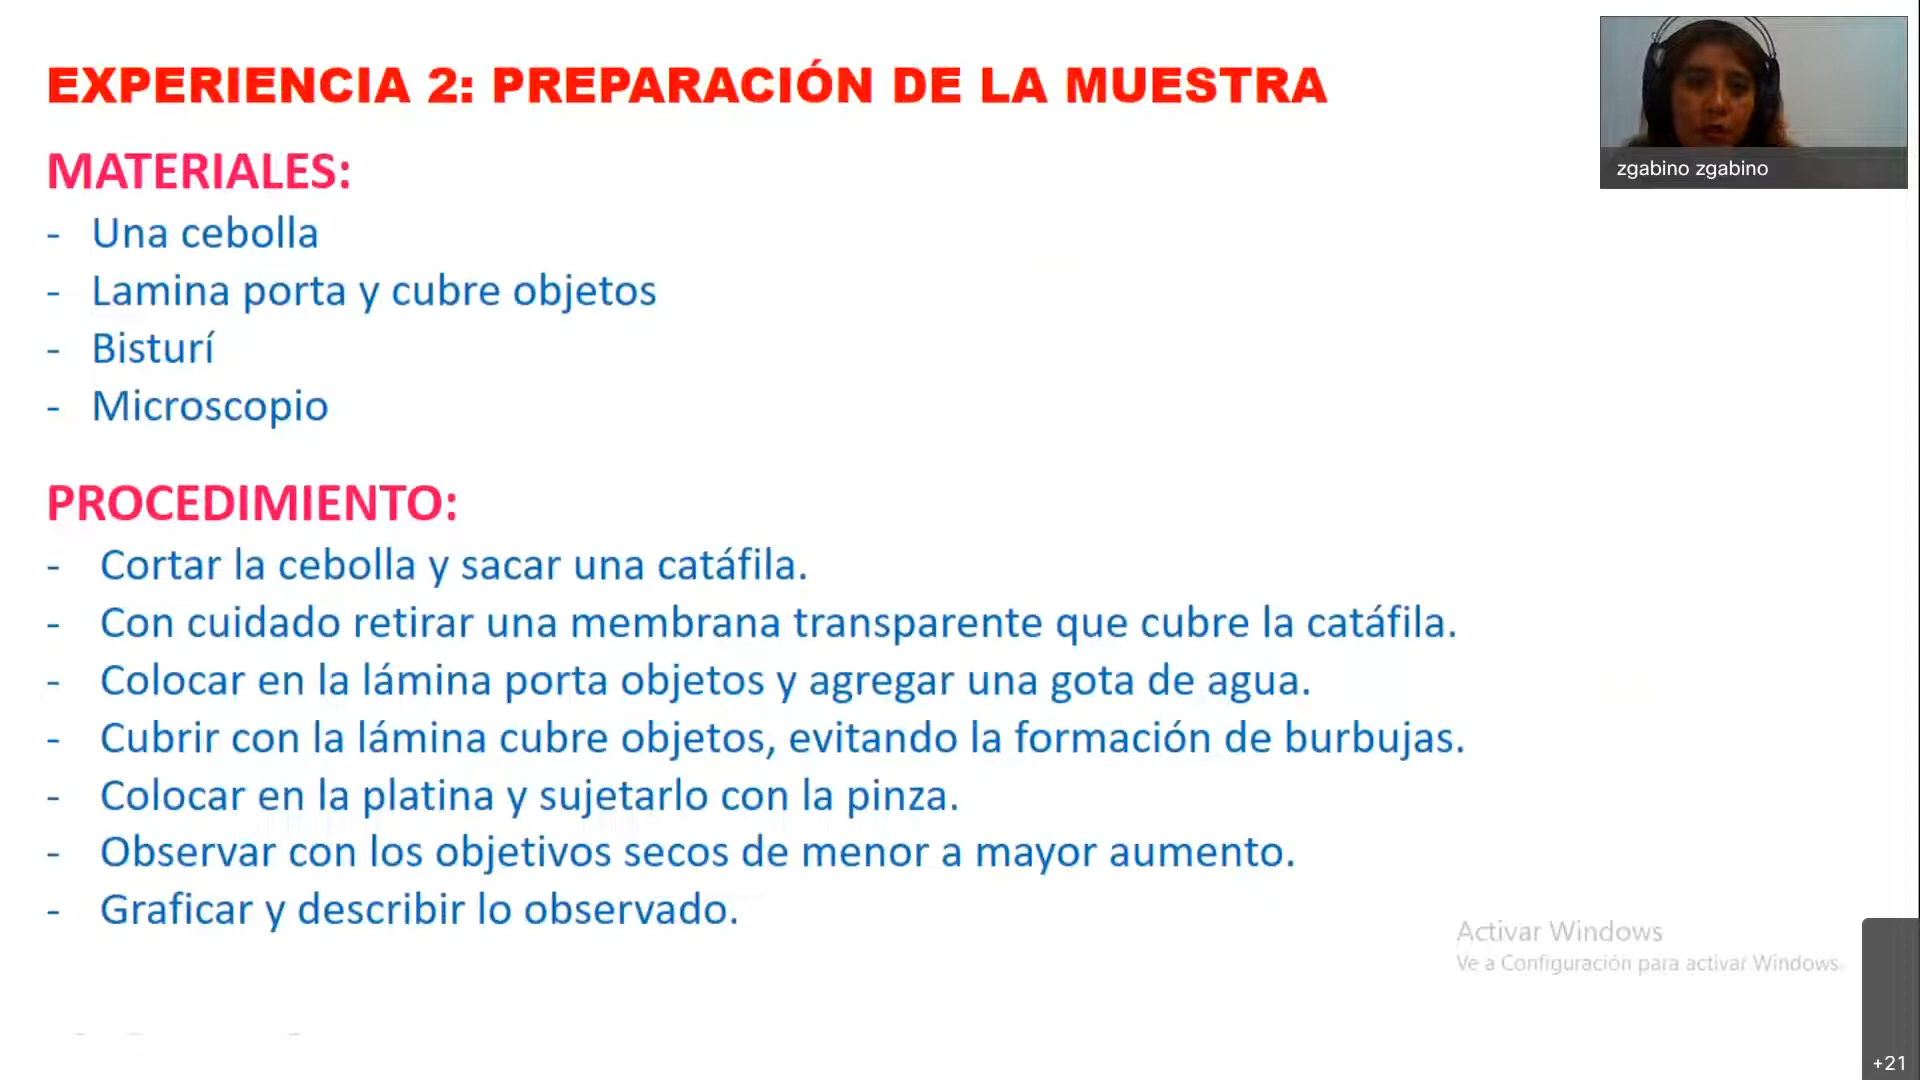 EXPERIENCIA 2: PREPARACIÓN DE LA MUESTRA
zgabino zgabino
MATERIALES:
- Una cebolla
- Lamina porta y cubre objetos
- Bisturí
- Microscopio
PROCEDIMIENTO:
- Cortar la cebolla y sacar una catáfila.
- Con cuidado retirar una membrana transparente que cubre la catáfila.
- Colocar en la lámina porta objetos y agregar una gota de agua.
- Cubrir con la lámina cubre objetos, evitando la formación de burbujas.
- Colocar en la platina y sujetarlo con la pinza.
- Observar con los objetivos secos de menor a mayor aumento.
- Graficar y describir lo observado.
Activar Windows
Ve a Configuración para activar Windows.
+21